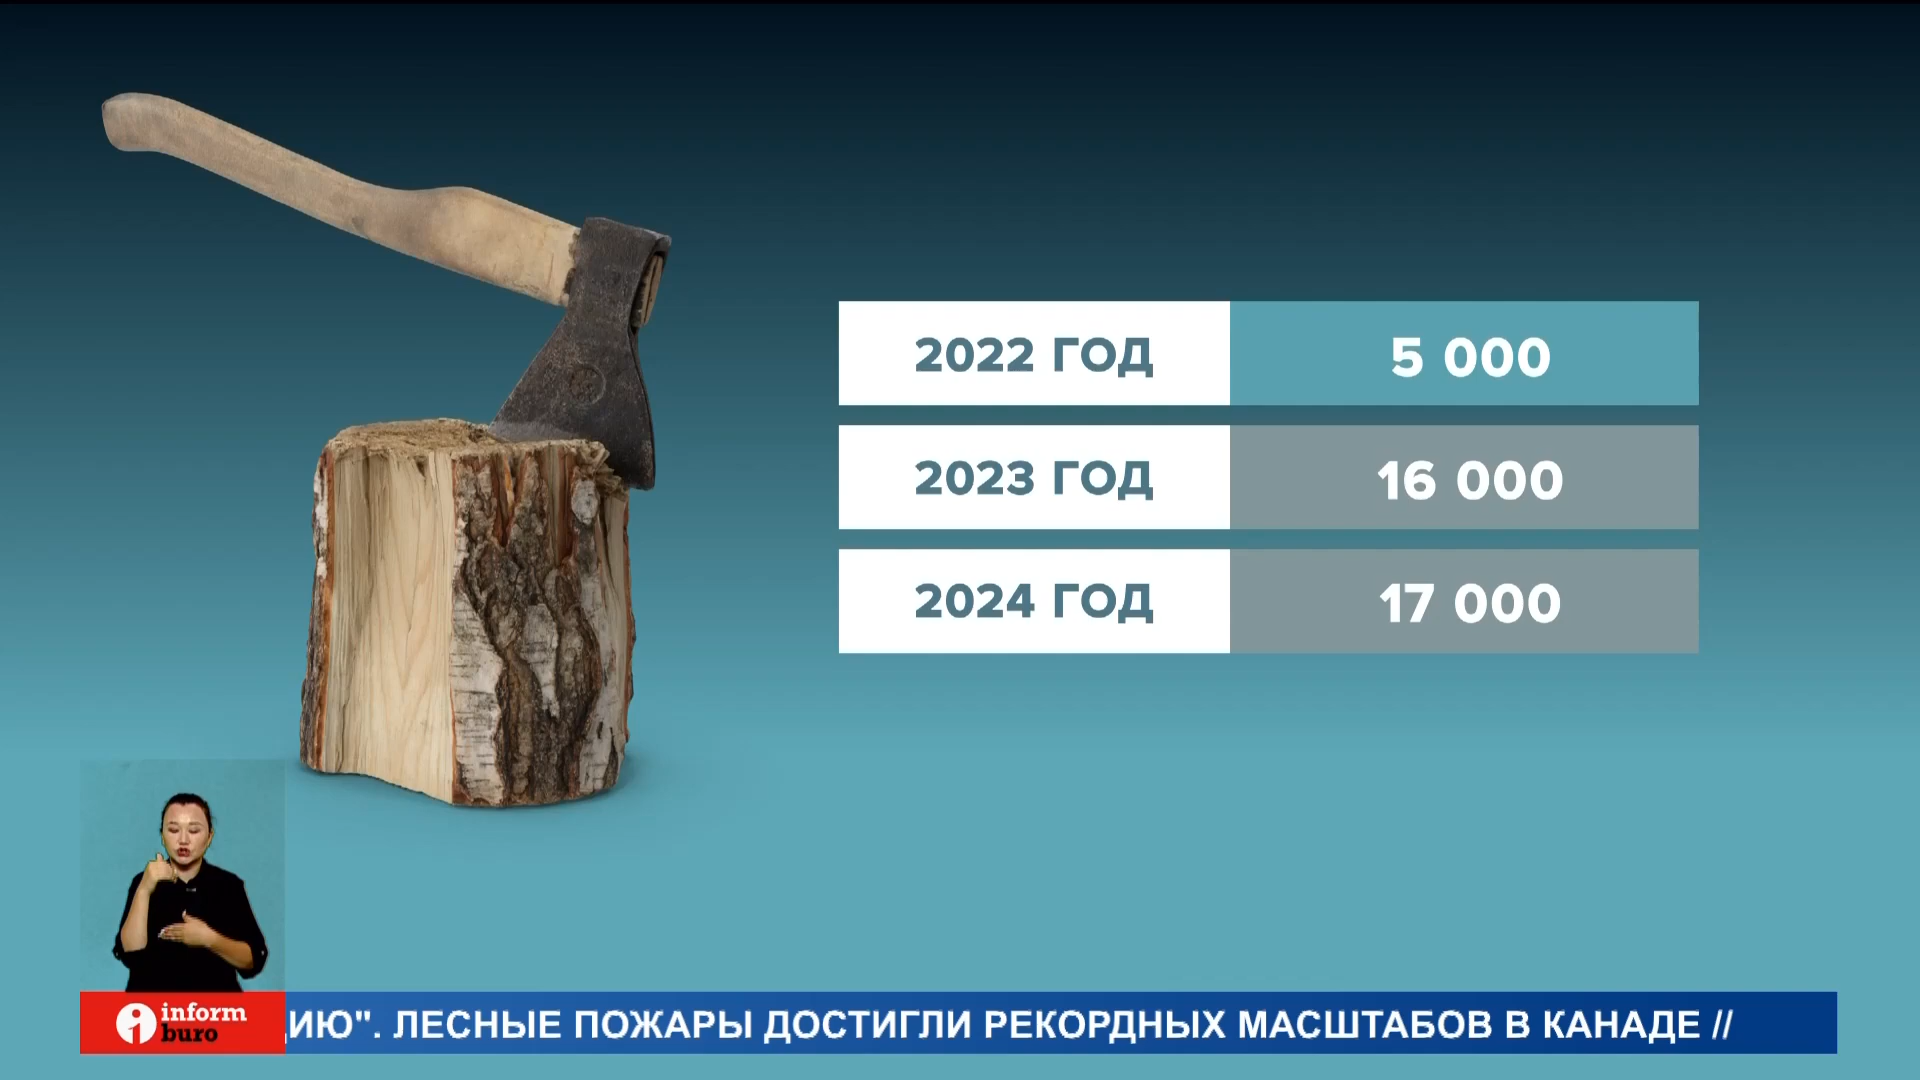 2022 ГОД 5 000
2023 ГОД 16 000
2024 ГОД 17 000
inform
buro
ЦИЮ". ЛЕСНЫЕ ПОЖАРЫ ДОСТИГЛИ РЕКОРДНЫХ МАСШТАБОВ В КАНАДЕ //